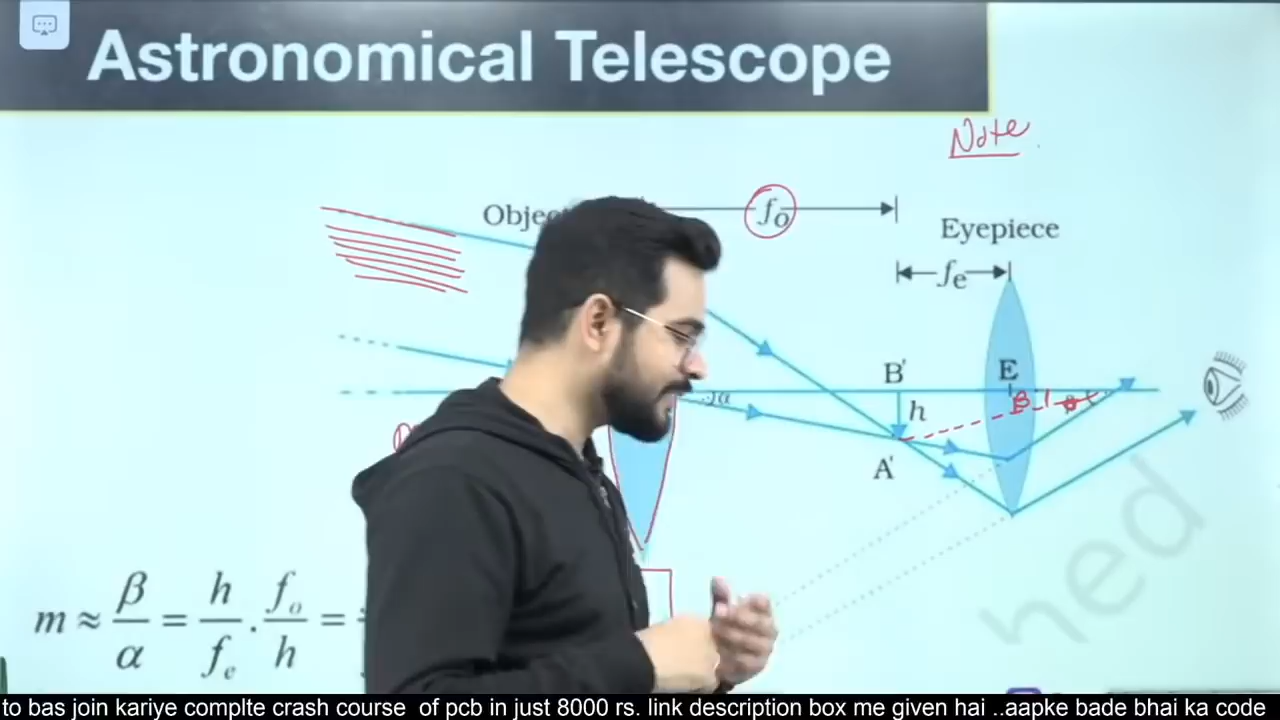 Astronomical Telescope
Note
fo
Eyepiece
fe
B' E
α β θ
h
A'
m ≈ β/α = h/fe . fo/h =
hed
to bas join kariye complte crash course of pcb in just 8000 rs. link description box me given hai ..aapke bade bhai ka code